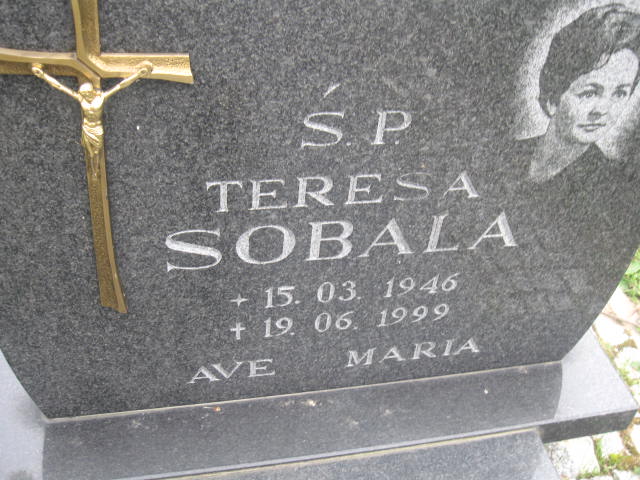 Ś. P.
TERESA
SOBALA
+ 15. 03. 1946
+ 19. 06. 1999
AVE MARIA